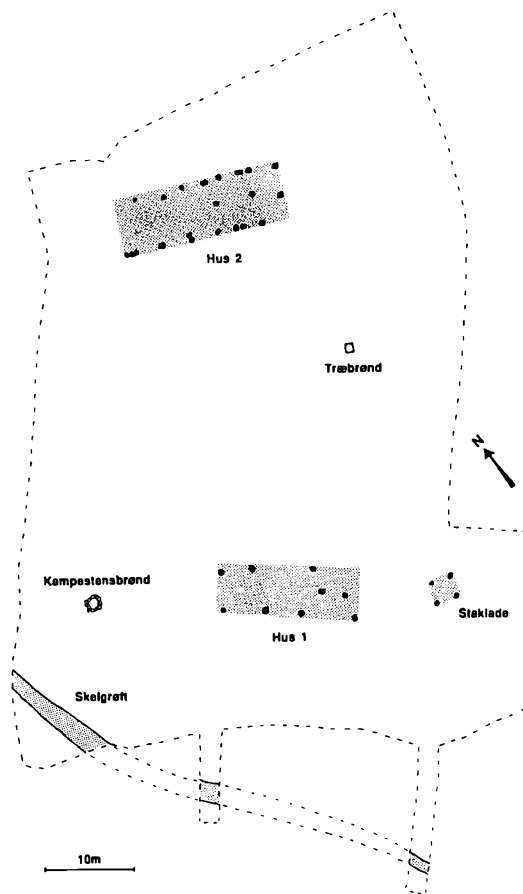 Hus 2
Træbrønd
N
Kampestensbrønd
Hus 1
Staklade
Skelgrøft
10m